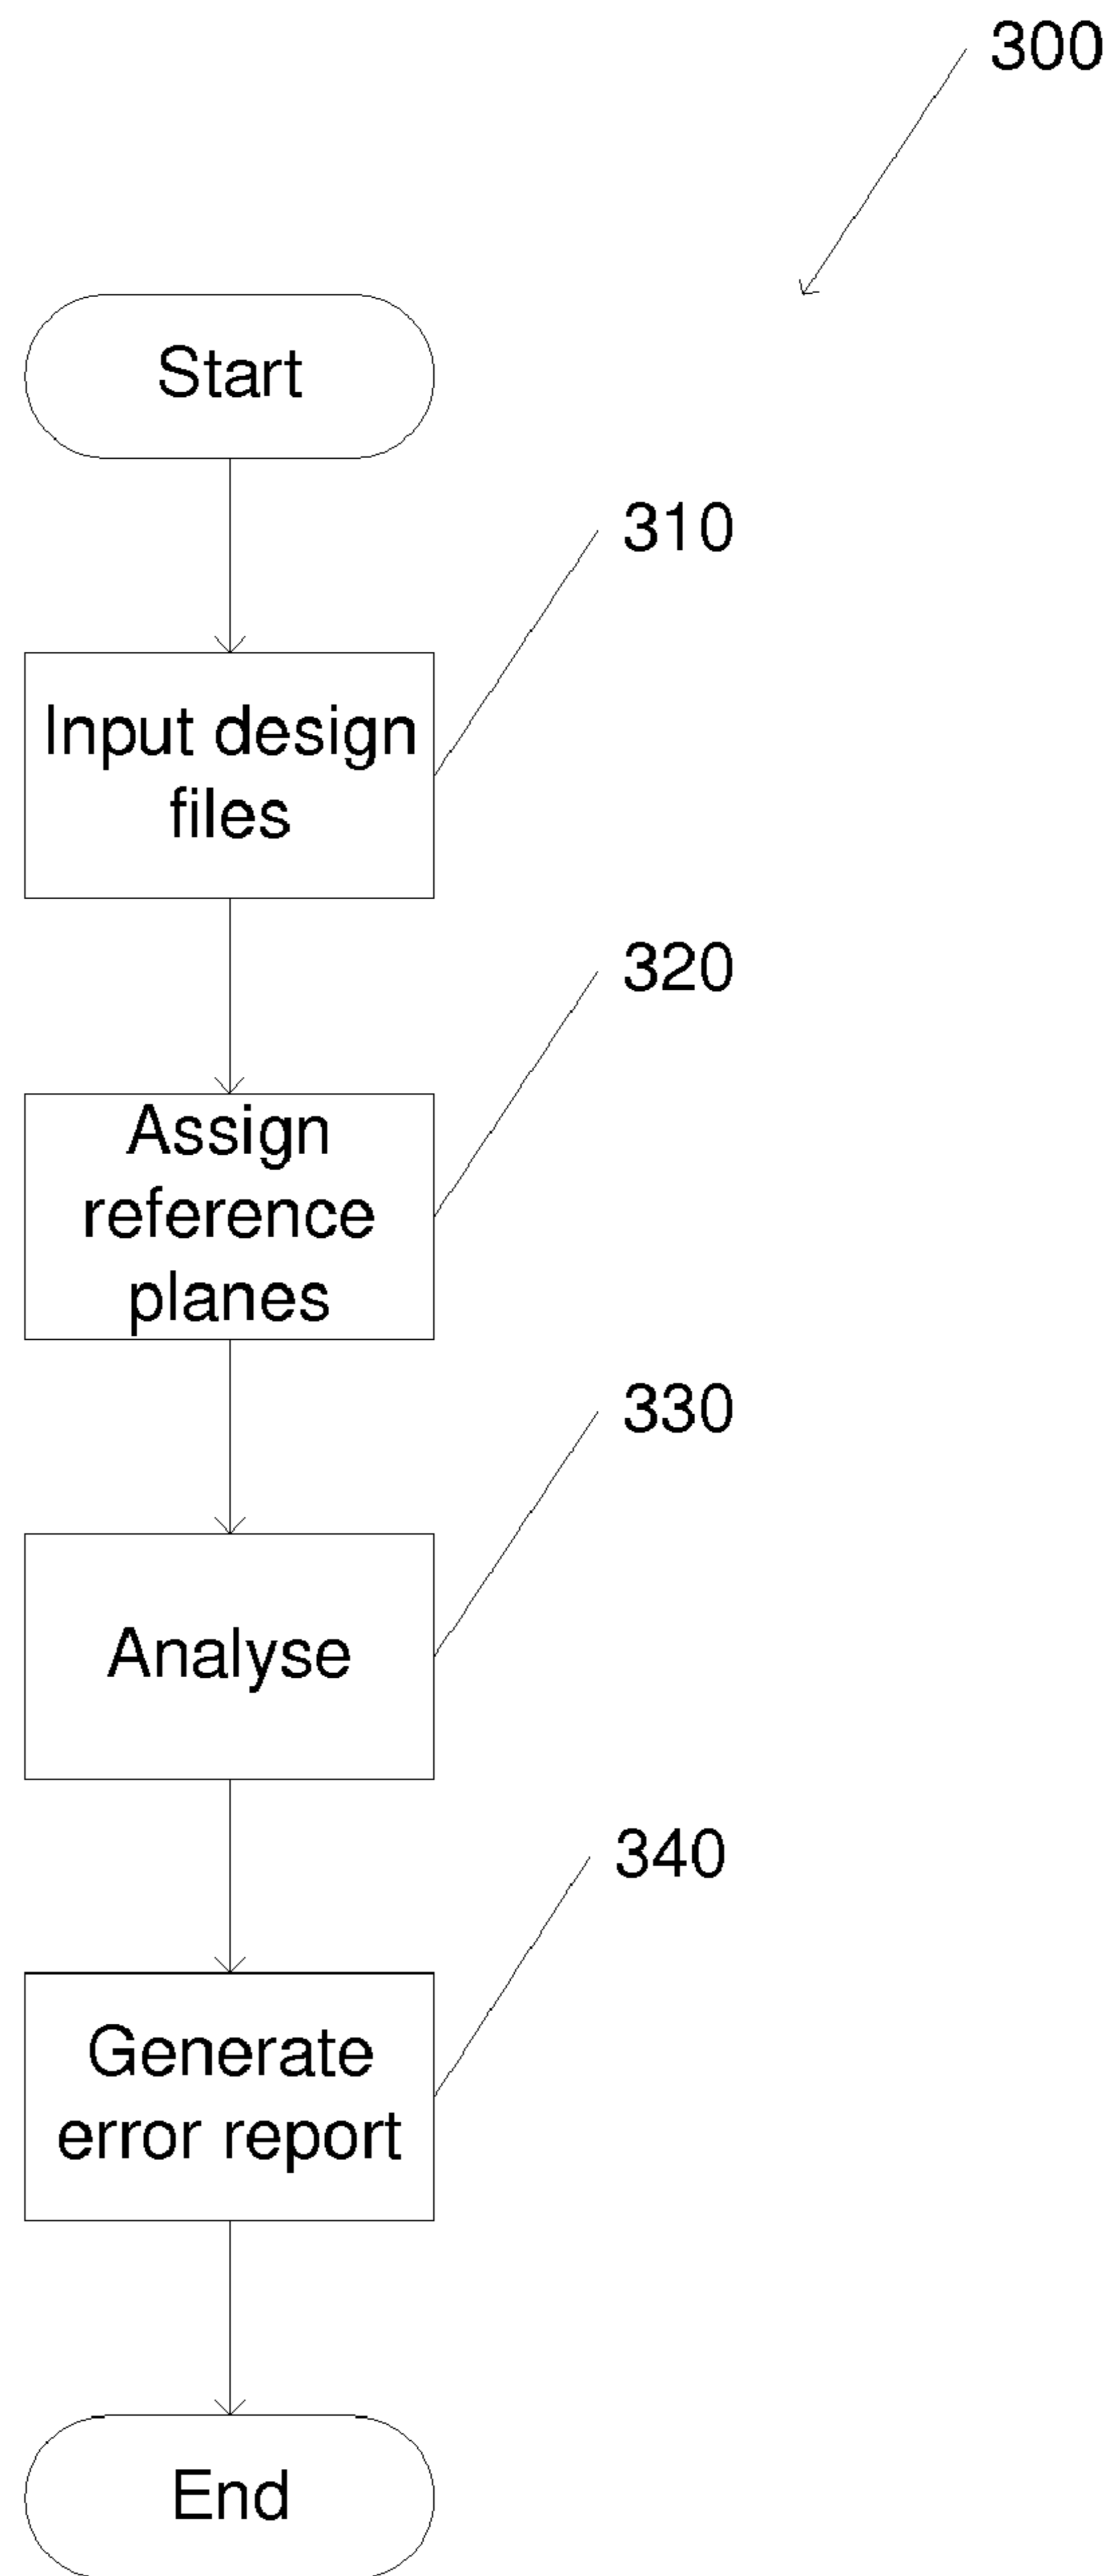 300
Start
310
Input design
files
320
Assign
reference
planes
330
Analyse
340
Generate
error report
End